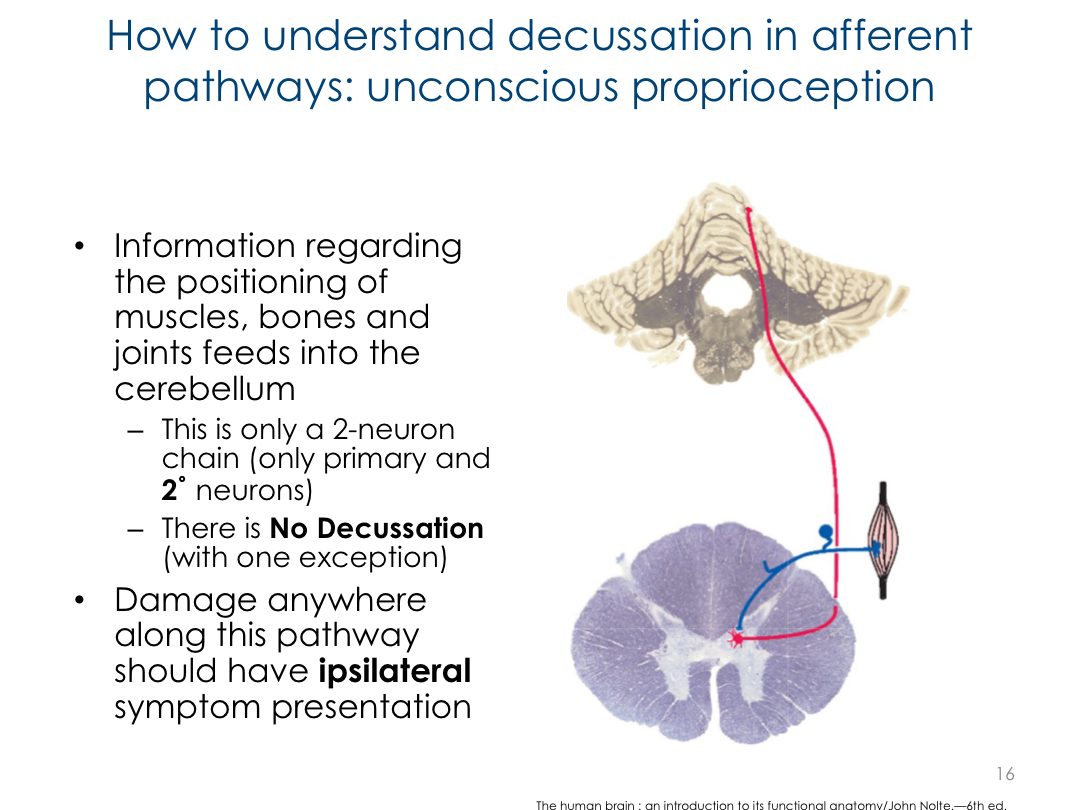 How to understand decussation in afferent
pathways: unconscious proprioception
• Information regarding
the positioning of
muscles, bones and
joints feeds into the
cerebellum
– This is only a 2-neuron
chain (only primary and
2˚ neurons)
– There is No Decussation
(with one exception)
• Damage anywhere
along this pathway
should have ipsilateral
symptom presentation
16
The human brain : an introduction to its functional anatomy/John Nolte.—6th ed.